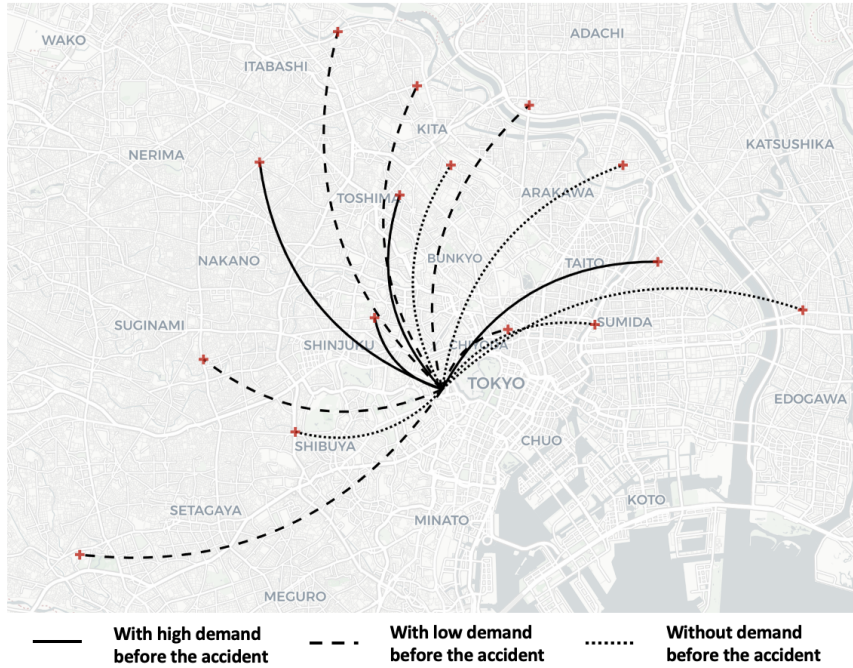 WAKO
ADACHI
ITABASHI
KITA
KATSUSHIKA
NERIMA
TOSHIMA
ARAKAWA
NAKANO
BUNKYO
TAITO
SUGINAMI
SHINJUKU
CHIYODA
SUMIDA
TOKYO
EDOGAWA
SHIBUYA
CHUO
SETAGAYA
MINATO
KOTO
MEGURO
With high demand
before the accident
With low demand
before the accident
Without demand
before the accident